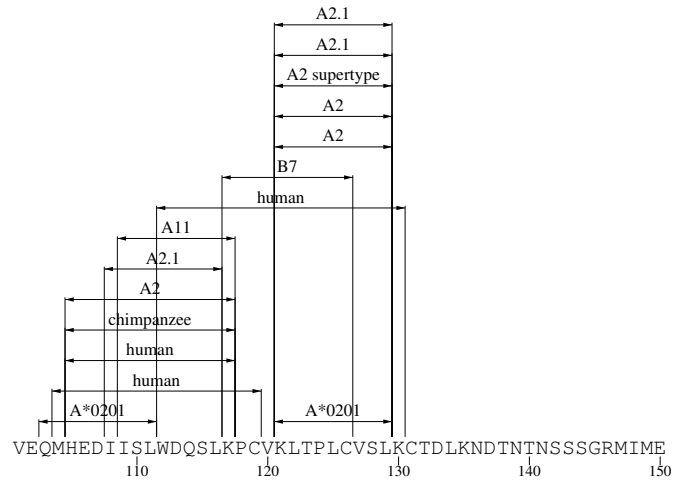 A2.1
A2.1
A2 supertype
A2
A2
B7
human
A11
A2.1
A2
chimpanzee
human
human
A*0201 A*0201
VEQMHEDIISLWDQSLKPCVKLTPLCVSLKCTDLKNDTNTNSSSGRMIME
110 120 130 140 150